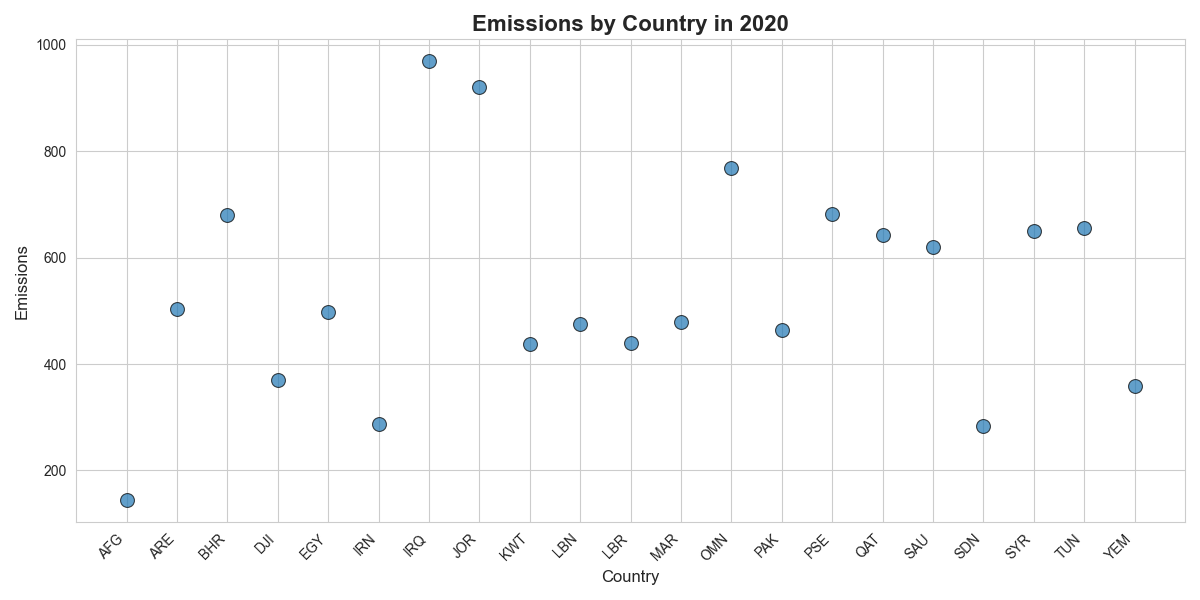 Emissions by Country in 2020
1000
800
600
400
200
Emissions
AFG
ARE
BHR
DJI
EGY
IRN
IRQ
JOR
KWT
LBN
LBR
MAR
OMN
PAK
PSE
QAT
SAU
SDN
SYR
TUN
YEM
Country